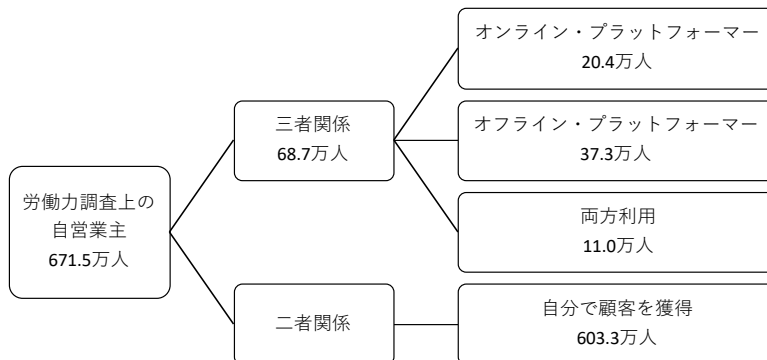 労働力調査上の
自営業主
671.5万人
三者関係
68.7万人
オンライン・プラットフォーマー
20.4万人
オフライン・プラットフォーマー
37.3万人
両方利用
11.0万人
二者関係
自分で顧客を獲得
603.3万人